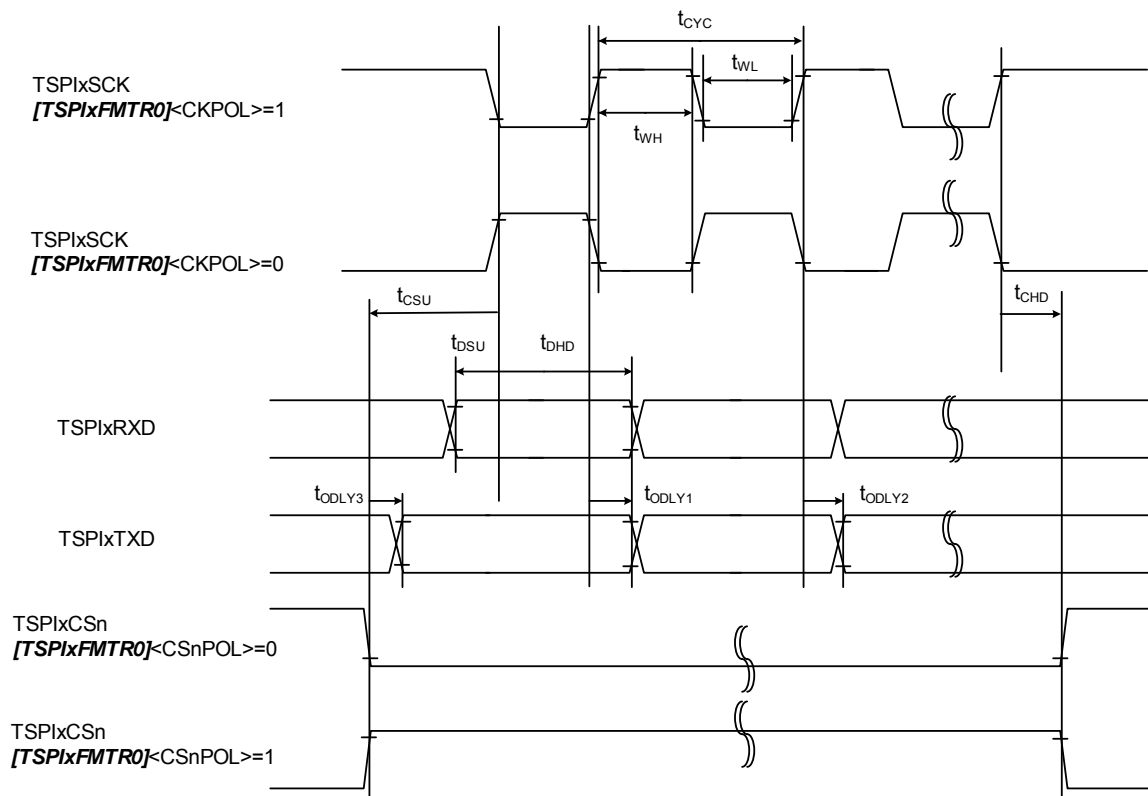 tCYC
TSPIxSCK
[TSPIxFMTR0]<CKPOL>=1
tWL
tWH
TSPIxSCK
[TSPIxFMTR0]<CKPOL>=0
tCSU
tCHD
tDSU
tDHD
TSPIxRXD
tODLY3
tODLY1
tODLY2
TSPIxTXD
TSPIxCSn
[TSPIxFMTR0]<CSnPOL>=0
TSPIxCSn
[TSPIxFMTR0]<CSnPOL>=1